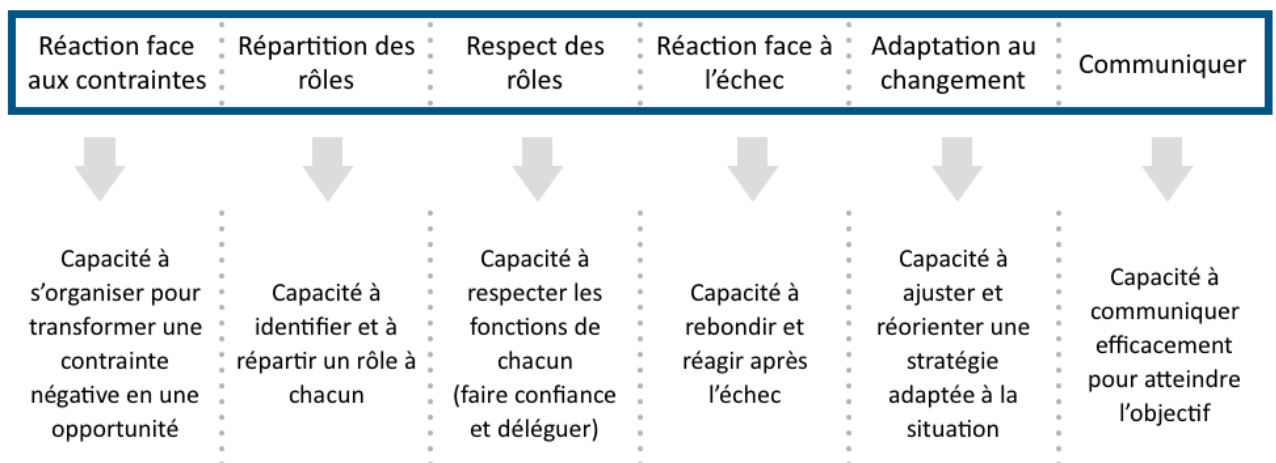 Réaction face
aux contraintes
Répartition des
rôles
Respect des
rôles
Réaction face à
l’échec
Adaptation au
changement
Communiquer
Capacité à
s’organiser pour
transformer une
contrainte
négative en une
opportunité
Capacité à
identifier et à
répartir un rôle à
chacun
Capacité à
respecter les
fonctions de
chacun
(faire confiance
et déléguer)
Capacité à
rebondir et
réagir après
l’échec
Capacité à
ajuster et
réorienter une
stratégie
adaptée à la
situation
Capacité à
communiquer
efficacement
pour atteindre
l’objectif